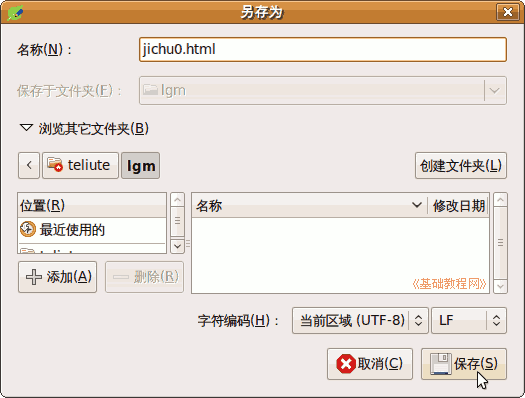 另存为
名称(N)：
jichu0.html
保存于文件夹(F)：
lgm
浏览其它文件夹(B)
teliute
lgm
创建文件夹(L)
位置(R)
最近使用的
名称
修改日期
添加(A)
删除(R)
《基础教程网》
字符编码(H)：
当前区域 (UTF-8)
LF
取消(C)
保存(S)